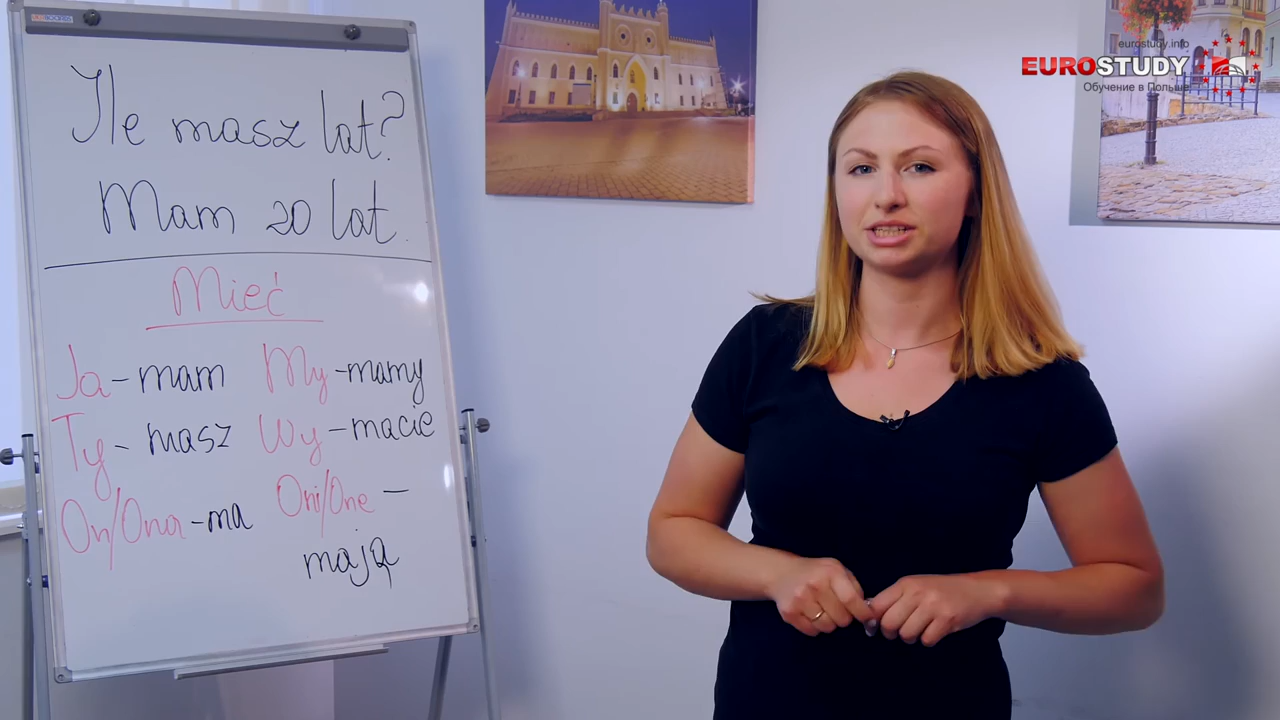 Ile masz lat?
Mam 20 lat.
Mieć
Ja - mam
Ty - masz
On/Ona - ma
My - mamy
Wy - macie
Oni/One -
mają
eurostudy.info
EUROSTUDY
Обучение в Польше